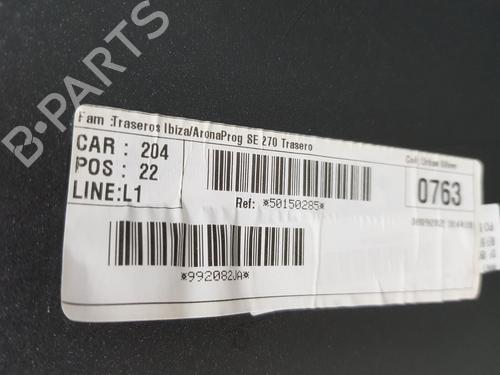 Fam :Traseros Ibiza/AronaProg SE 270 Trasero
CAR : 204
POS : 22
LINE:L1
Ref: *50150285*
0763
*992082JA*
B-PARTS